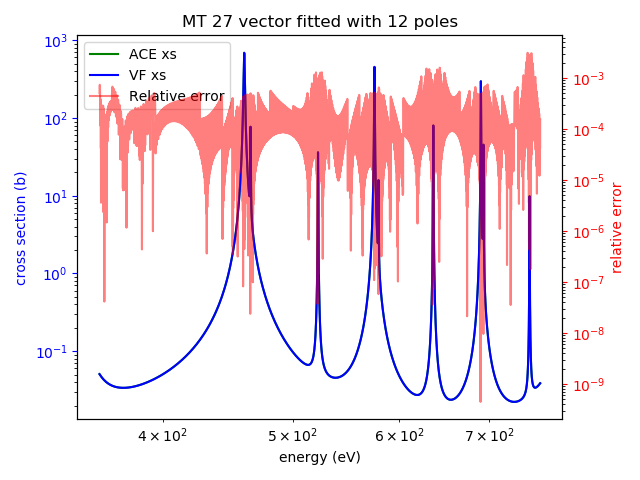 MT 27 vector fitted with 12 poles
ACE xs
VF xs
Relative error
cross section (b)
10³
10²
10¹
10⁰
10⁻¹
relative error
10⁻³
10⁻⁴
10⁻⁵
10⁻⁶
10⁻⁷
10⁻⁸
10⁻⁹
4 × 10² 5 × 10² 6 × 10² 7 × 10²
energy (eV)